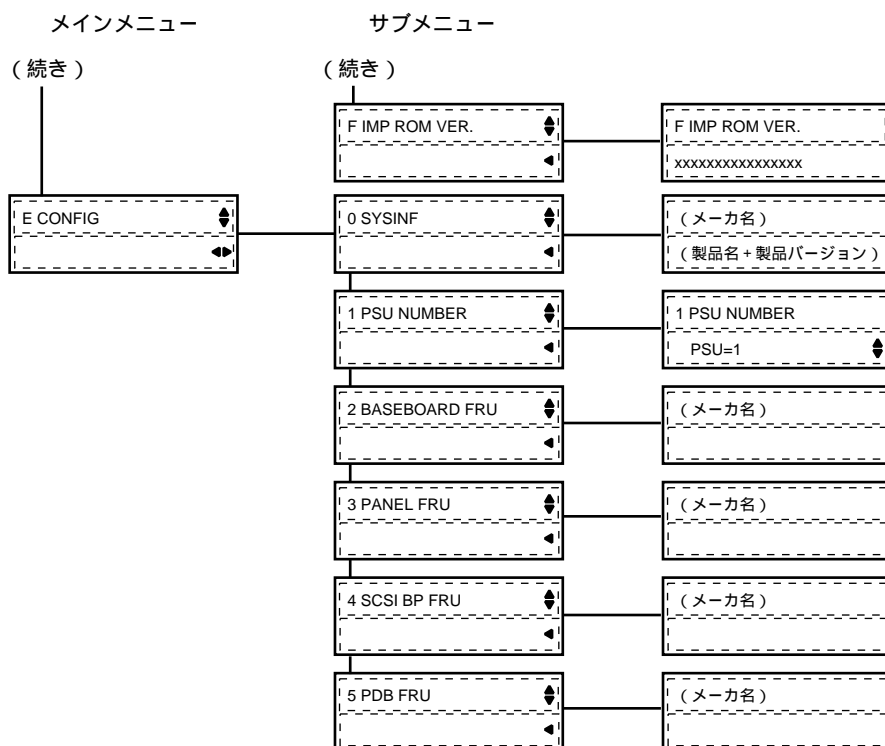 メインメニュー
サブメニュー
(続き)
(続き)
F IMP ROM VER.
F IMP ROM VER.
xxxxxxxxxxxxxxxx
E CONFIG
0 SYSINF
(メーカ名)
(製品名+製品バージョン)
1 PSU NUMBER
1 PSU NUMBER
PSU=1
2 BASEBOARD FRU
(メーカ名)
3 PANEL FRU
(メーカ名)
4 SCSI BP FRU
(メーカ名)
5 PDB FRU
(メーカ名)